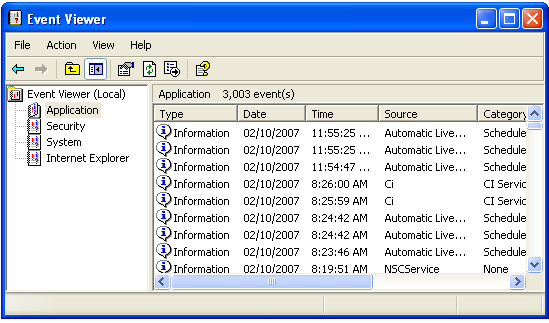 Event Viewer
File Action View Help
Event Viewer (Local)
Application
Security
System
Internet Explorer
Application 3,003 event(s)
Type Date Time Source Category
Information 02/10/2007 11:55:25 ... Automatic Live... Schedule
Information 02/10/2007 11:55:25 ... Automatic Live... Schedule
Information 02/10/2007 11:54:47 ... Automatic Live... Schedule
Information 02/10/2007 8:26:00 AM Ci CI Servic
Information 02/10/2007 8:25:59 AM Ci CI Servic
Information 02/10/2007 8:24:42 AM Automatic Live... Schedule
Information 02/10/2007 8:24:42 AM Automatic Live... Schedule
Information 02/10/2007 8:23:46 AM Automatic Live... Schedule
Information 02/10/2007 8:19:51 AM NSCService None